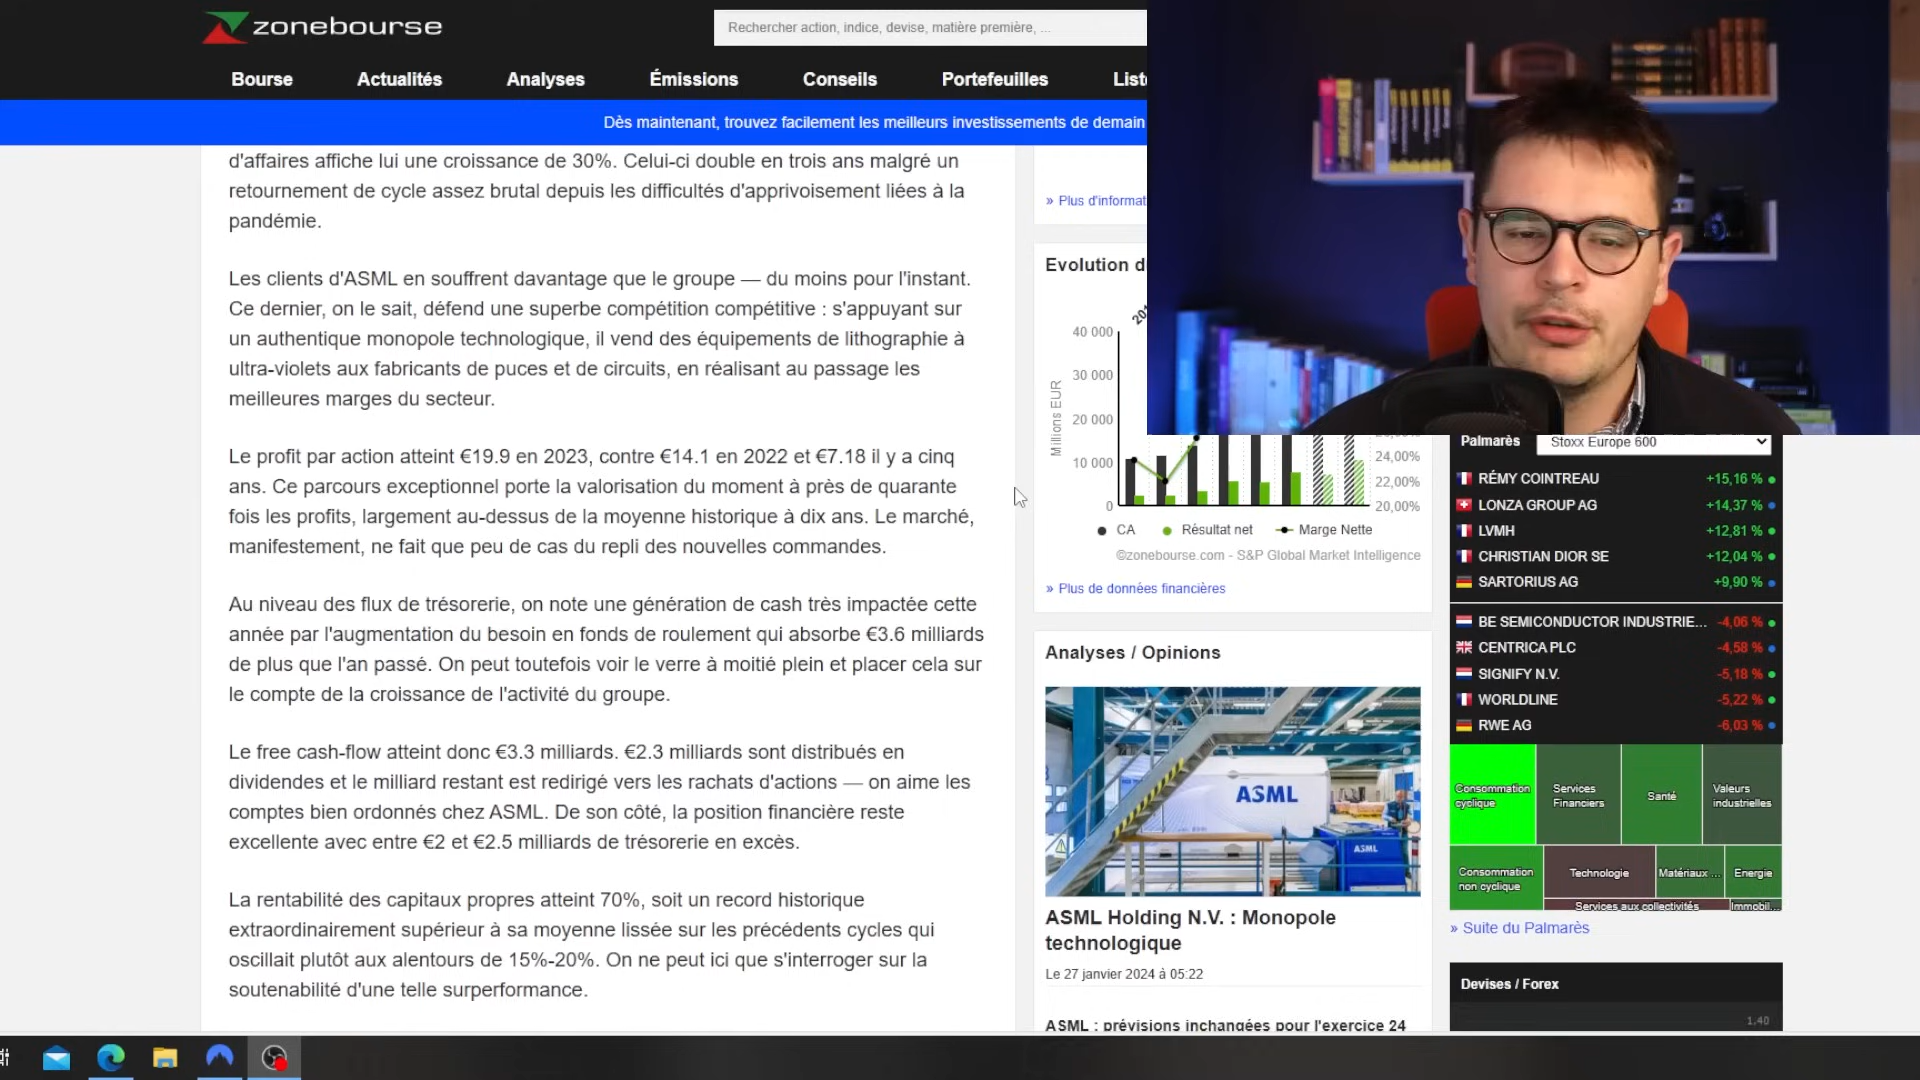 zonebourse
Rechercher action, indice, devise, matière première, ...
Bourse
Actualités
Analyses
Émissions
Conseils
Portefeuilles
List
Dès maintenant, trouvez facilement les meilleurs investissements de demain
d'affaires affiche lui une croissance de 30%. Celui-ci double en trois ans malgré un
retournement de cycle assez brutal depuis les difficultés d'apprivoisement liées à la
pandémie.
Les clients d'ASML en souffrent davantage que le groupe — du moins pour l'instant.
Ce dernier, on le sait, défend une superbe compétition compétitive : s'appuyant sur
un authentique monopole technologique, il vend des équipements de lithographie à
ultra-violets aux fabricants de puces et de circuits, en réalisant au passage les
meilleures marges du secteur.
Le profit par action atteint €19.9 en 2023, contre €14.1 en 2022 et €7.18 il y a cinq
ans. Ce parcours exceptionnel porte la valorisation du moment à près de quarante
fois les profits, largement au-dessus de la moyenne historique à dix ans. Le marché,
manifestement, ne fait que peu de cas du repli des nouvelles commandes.
Au niveau des flux de trésorerie, on note une génération de cash très impactée cette
année par l'augmentation du besoin en fonds de roulement qui absorbe €3.6 milliards
de plus que l'an passé. On peut toutefois voir le verre à moitié plein et placer cela sur
le compte de la croissance de l'activité du groupe.
Le free cash-flow atteint donc €3.3 milliards. €2.3 milliards sont distribués en
dividendes et le milliard restant est redirigé vers les rachats d'actions — on aime les
comptes bien ordonnés chez ASML. De son côté, la position financière reste
excellente avec entre €2 et €2.5 milliards de trésorerie en excès.
La rentabilité des capitaux propres atteint 70%, soit un record historique
extraordinairement supérieur à sa moyenne lissée sur les précédents cycles qui
oscillait plutôt aux alentours de 15%-20%. On ne peut ici que s'interroger sur la
soutenabilité d'une telle surperformance.
» Plus d'informat
Evolution d
201
40 000
30 000
20 000
10 000
0
Millions EUR
24,00%
22,00%
20,00%
CA
Résultat net
Marge Nette
©zonebourse.com - S&P Global Market Intelligence
» Plus de données financières
Analyses / Opinions
ASML
ASML
ASML Holding N.V. : Monopole
technologique
Le 27 janvier 2024 à 05:22
ASML : prévisions inchangées pour l'exercice 24
Palmarès
Stoxx Europe 600
RÉMY COINTREAU +15,16 %
LONZA GROUP AG +14,37 %
LVMH +12,81 %
CHRISTIAN DIOR SE +12,04 %
SARTORIUS AG +9,90 %
BE SEMICONDUCTOR INDUSTRIE... -4,06 %
CENTRICA PLC -4,58 %
SIGNIFY N.V. -5,18 %
WORLDLINE -5,22 %
RWE AG -6,03 %
Consommation
cyclique
Services
Financiers
Santé
Valeurs
industrielles
Consommation
non cyclique
Technologie
Matériaux ...
Energie
Services aux collectivités
Immobil...
» Suite du Palmarès
Devises / Forex
1,40